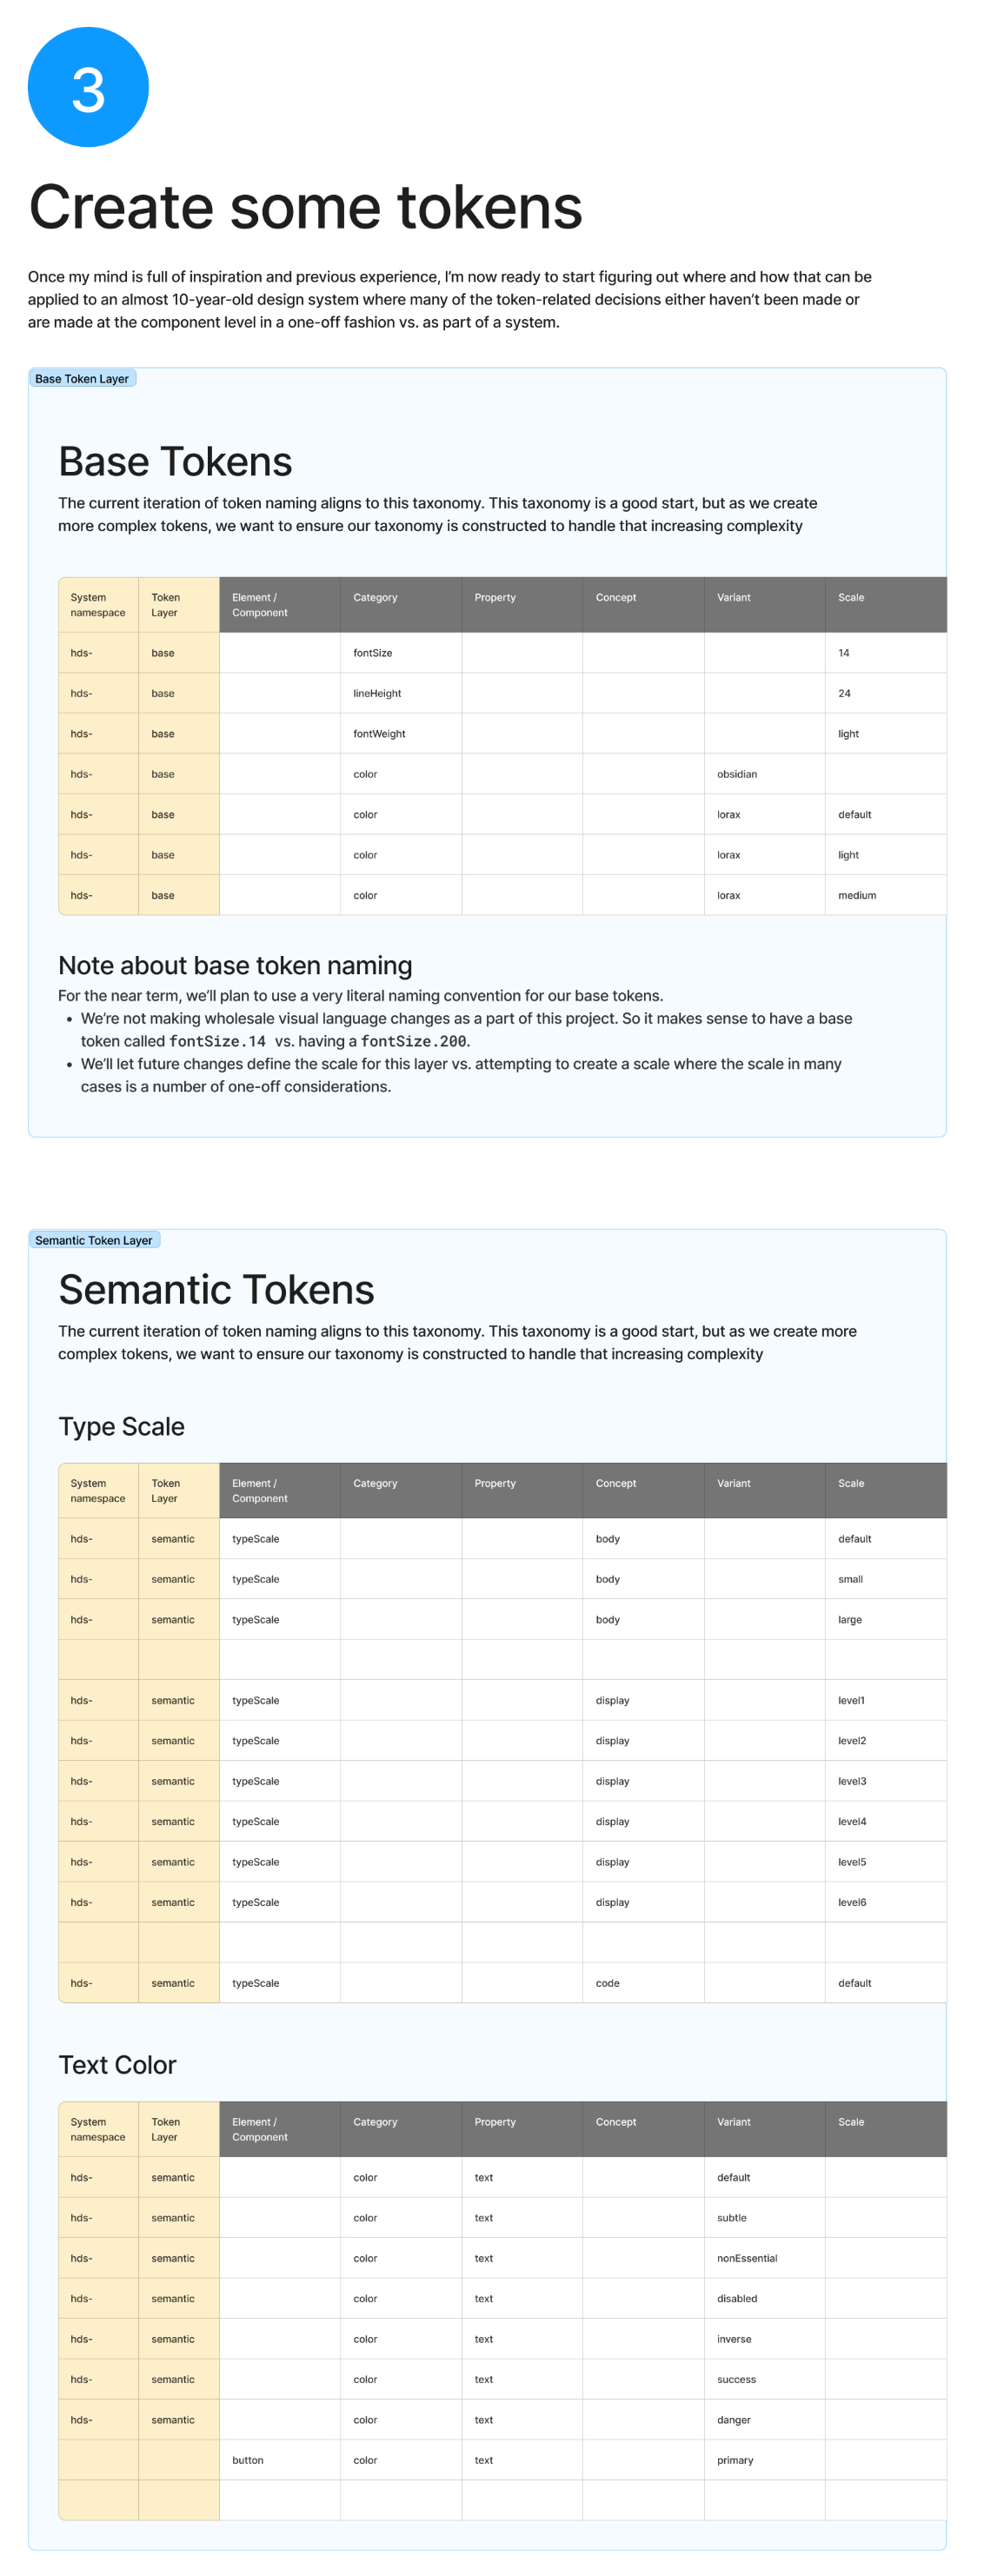 3
Create some tokens
Once my mind is full of inspiration and previous experience, I'm now ready to start figuring out where and how that can be
applied to an almost 10-year-old design system where many of the token-related decisions either haven't been made or
are made at the component level in a one-off fashion vs. as part of a system.
Base Token Layer
Base Tokens
The current iteration of token naming aligns to this taxonomy. This taxonomy is a good start, but as we create
more complex tokens, we want to ensure our taxonomy is constructed to handle that increasing complexity
System namespace Token Layer Element / Component Category Property Concept Variant Scale
hds- base fontSize 14
hds- base lineHeight 24
hds- base fontWeight light
hds- base color obsidian
hds- base color lorax default
hds- base color lorax light
hds- base color lorax medium
Note about base token naming
For the near term, we'll plan to use a very literal naming convention for our base tokens.
• We're not making wholesale visual language changes as a part of this project. So it makes sense to have a base
token called fontSize.14 vs. having a fontSize.200.
• We'll let future changes define the scale for this layer vs. attempting to create a scale where the scale in many
cases is a number of one-off considerations.
Semantic Token Layer
Semantic Tokens
The current iteration of token naming aligns to this taxonomy. This taxonomy is a good start, but as we create more
complex tokens, we want to ensure our taxonomy is constructed to handle that increasing complexity
Type Scale
System namespace Token Layer Element / Component Category Property Concept Variant Scale
hds- semantic typeScale body default
hds- semantic typeScale body small
hds- semantic typeScale body large
hds- semantic typeScale display level1
hds- semantic typeScale display level2
hds- semantic typeScale display level3
hds- semantic typeScale display level4
hds- semantic typeScale display level5
hds- semantic typeScale display level6
hds- semantic typeScale code default
Text Color
System namespace Token Layer Element / Component Category Property Concept Variant Scale
hds- semantic color text default
hds- semantic color text subtle
hds- semantic color text nonEssential
hds- semantic color text disabled
hds- semantic color text inverse
hds- semantic color text success
hds- semantic color text danger
button color text primary